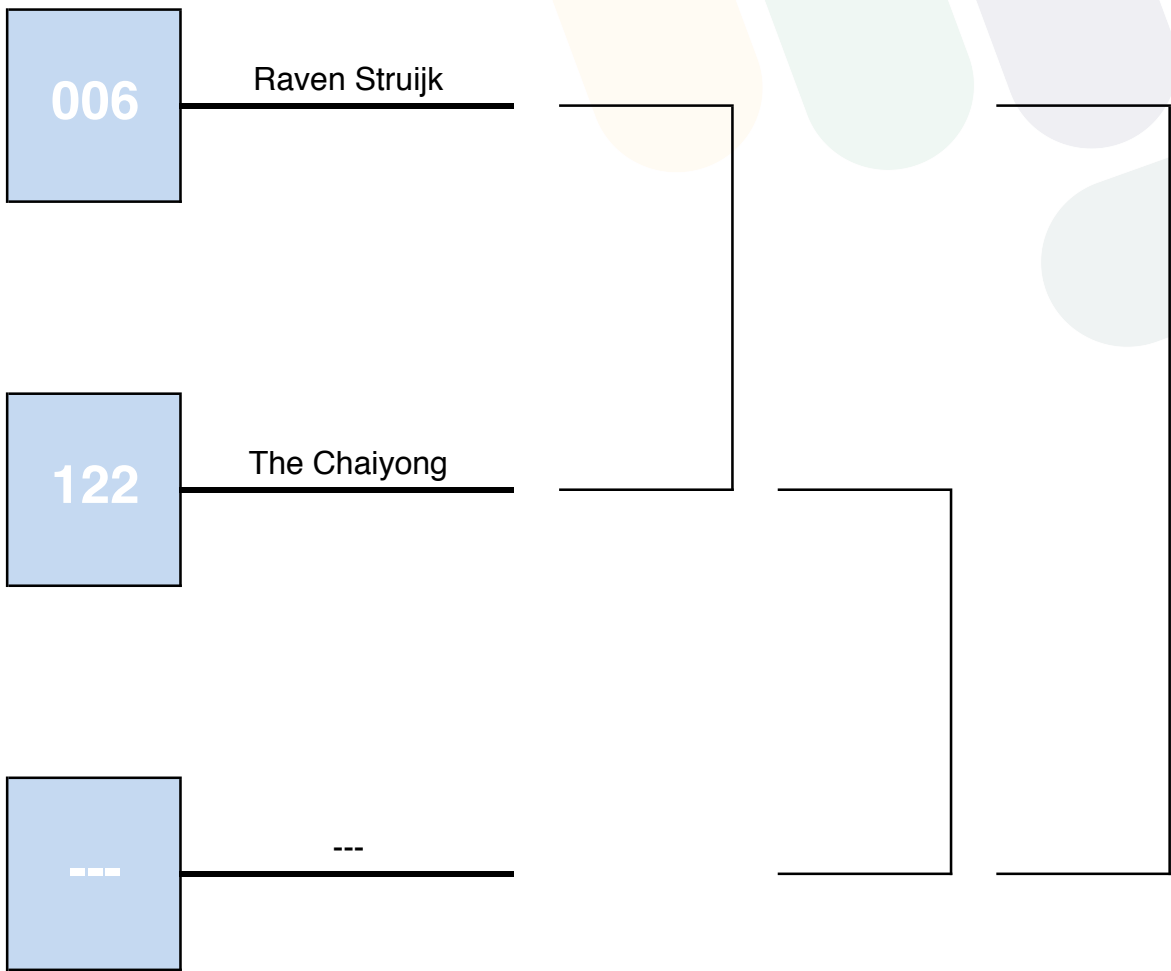 006
Raven Struijk
122
The Chaiyong
---
---